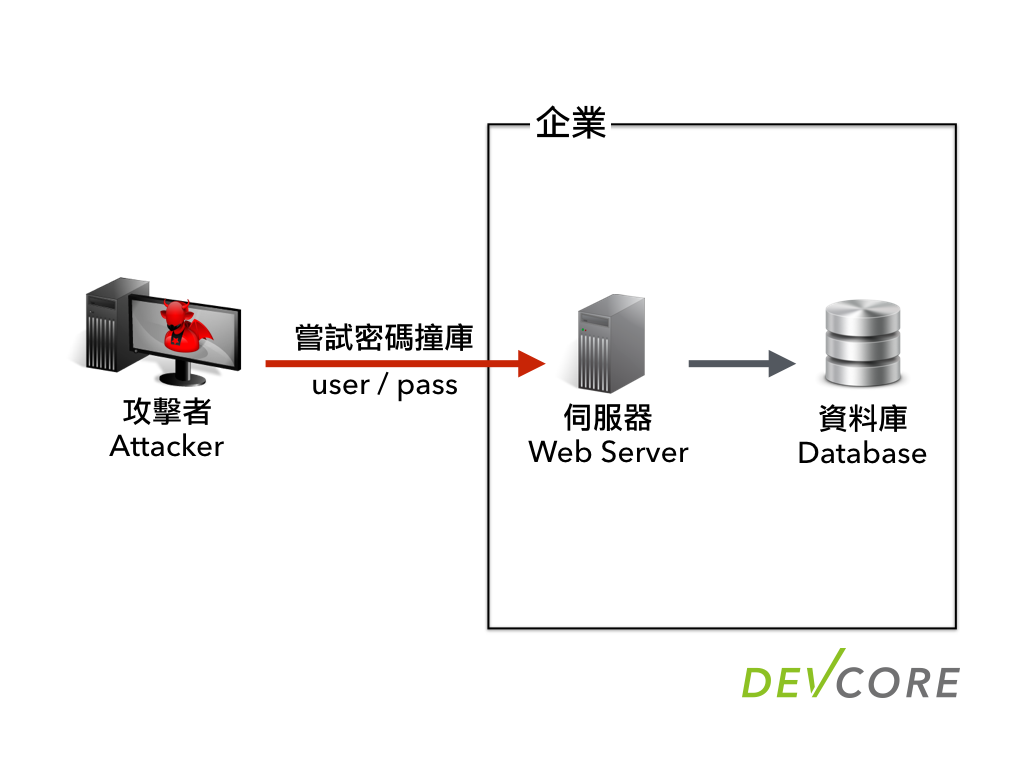 企業
嘗試密碼撞庫
user / pass
攻擊者
Attacker
伺服器
Web Server
資料庫
Database
DEVCORE